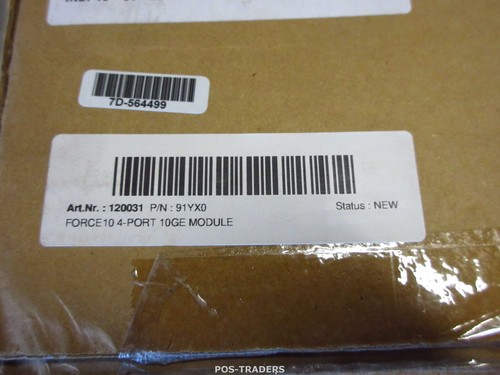 7D-564499
Art.Nr. : 120031 P/N : 91YX0 Status : NEW
FORCE10 4-PORT 10GE MODULE
POS-TRADERS